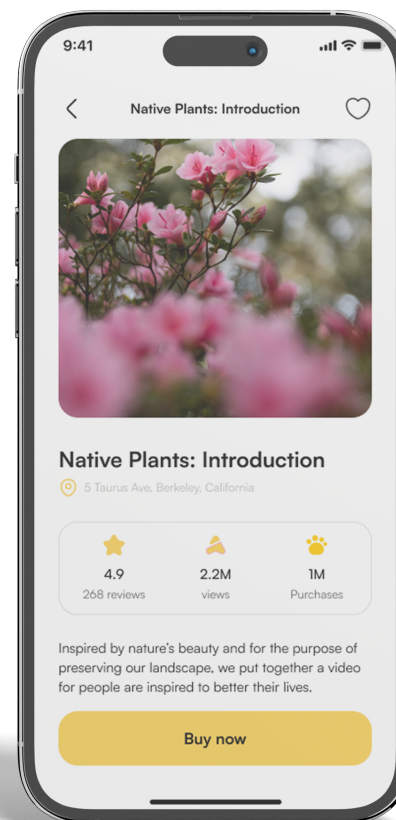 9:41
Native Plants: Introduction
Native Plants: Introduction
5 Taurus Ave, Berkeley, California
4.9
2.2M
1M
268 reviews
views
Purchases
Inspired by nature's beauty and for the purpose of
preserving our landscape, we put together a video
for people are inspired to better their lives.
Buy now